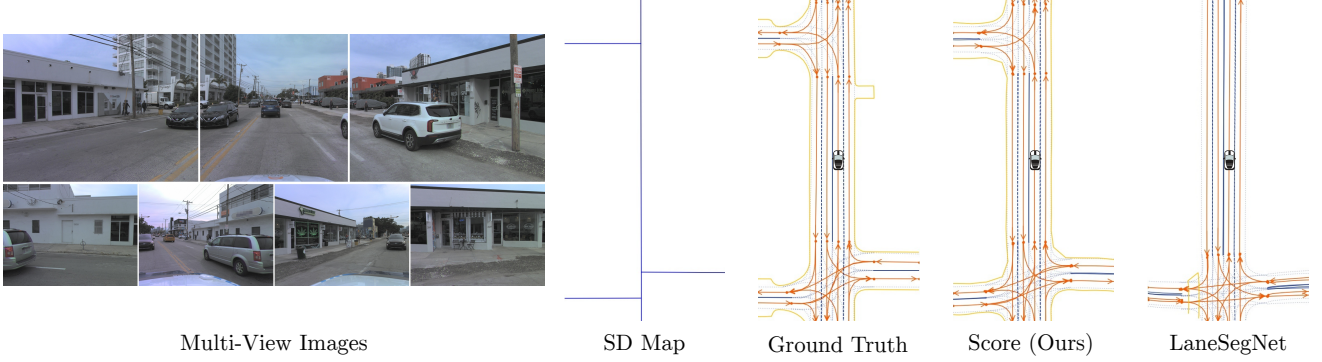 Multi-View Images
SD Map
Ground Truth
Score (Ours)
LaneSegNet